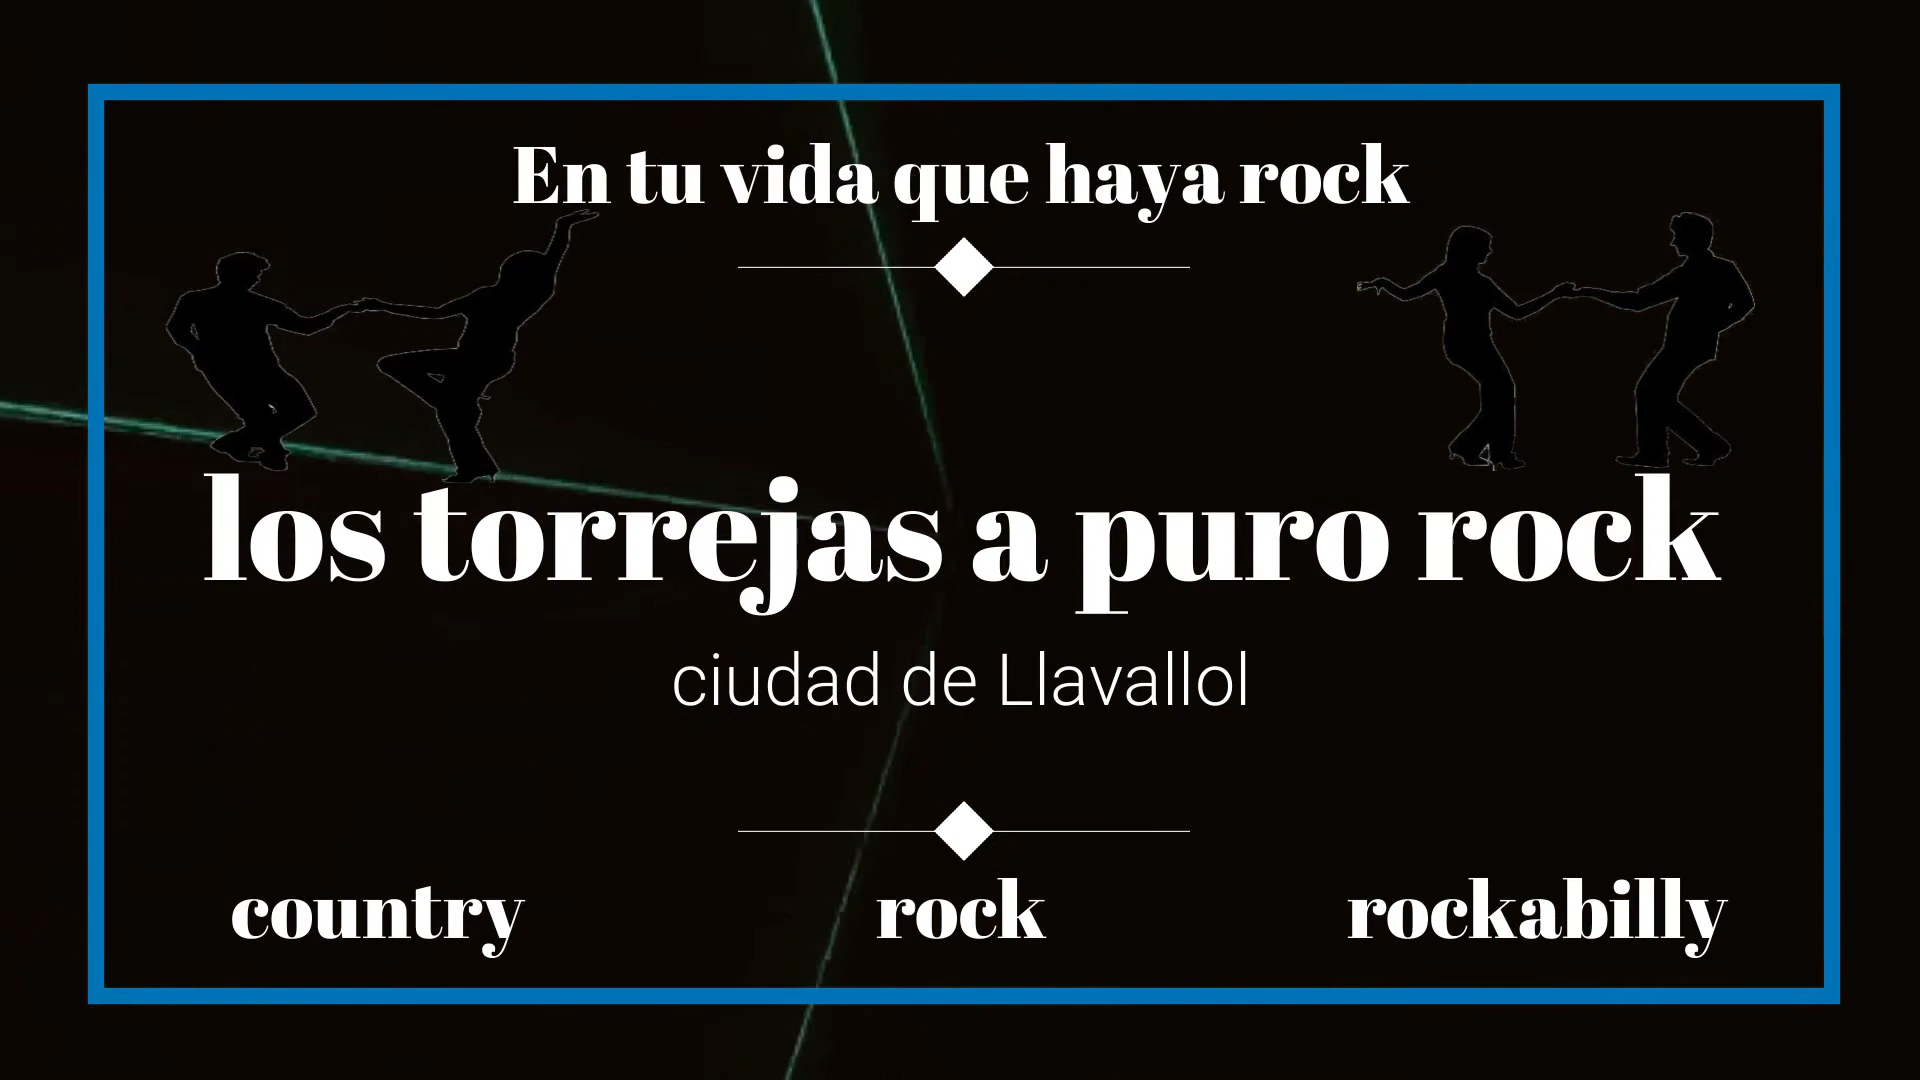 En tu vida que haya rock
los torrejas a puro rock
ciudad de Llavallol
country
rock
rockabilly